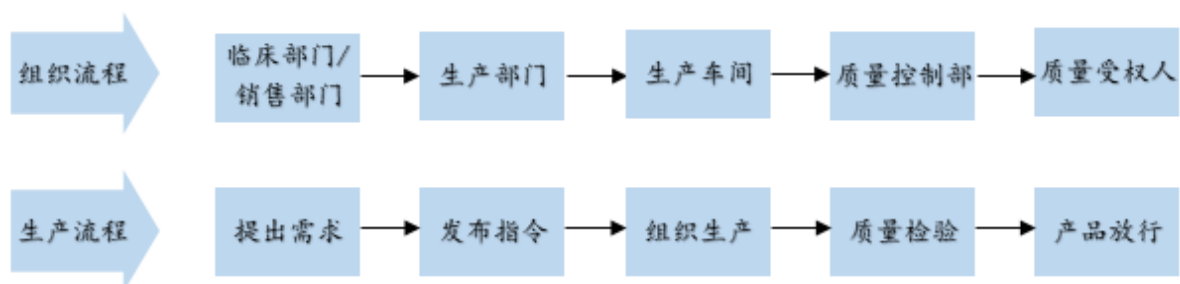 组织流程
临床部门/
销售部门
生产部门
生产车间
质量控制部
质量受权人
生产流程
提出需求
发布指令
组织生产
质量检验
产品放行